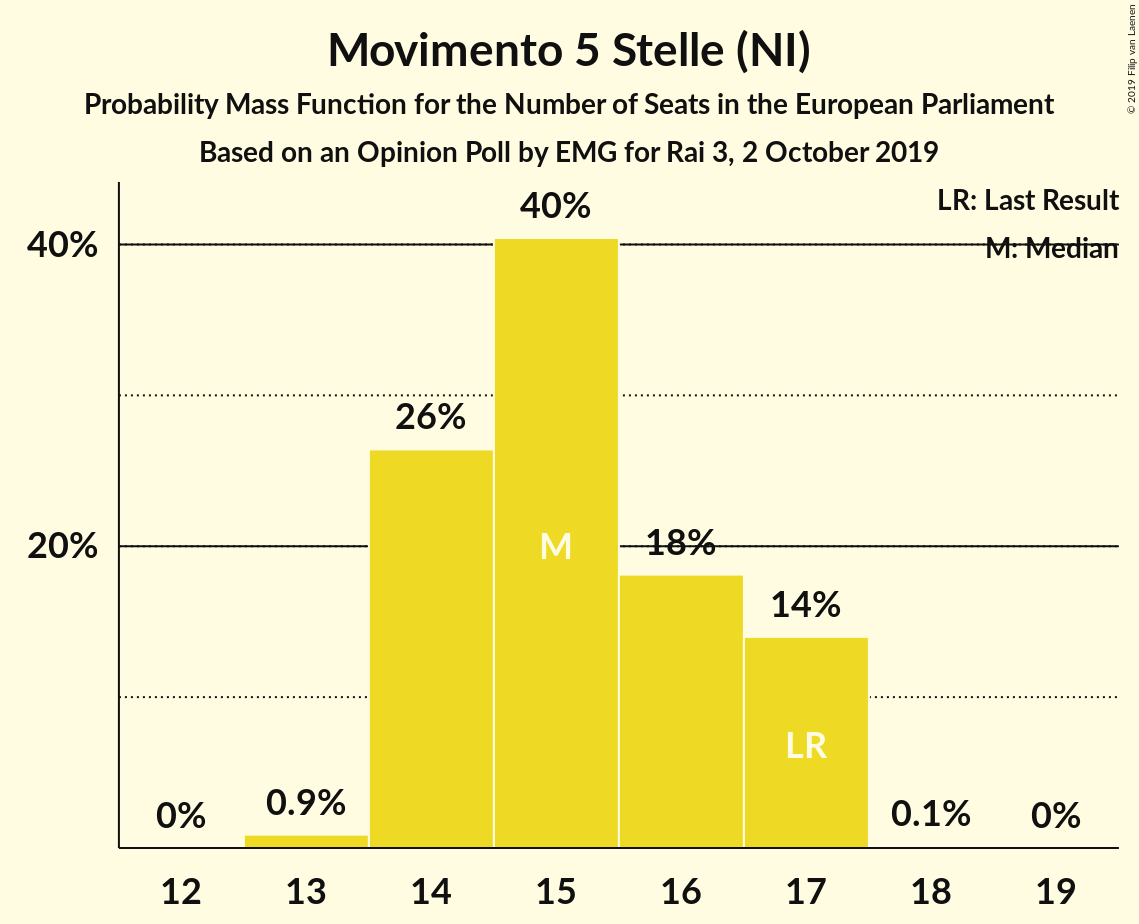 Movimento 5 Stelle (NI)
Probability Mass Function for the Number of Seats in the European Parliament
Based on an Opinion Poll by EMG for Rai 3, 2 October 2019
© 2019 Filip van Laenen
LR: Last Result
M: Median
40%
20%
0%
0.9%
26%
40%
18%
14%
0.1%
0%
M
LR
12 13 14 15 16 17 18 19